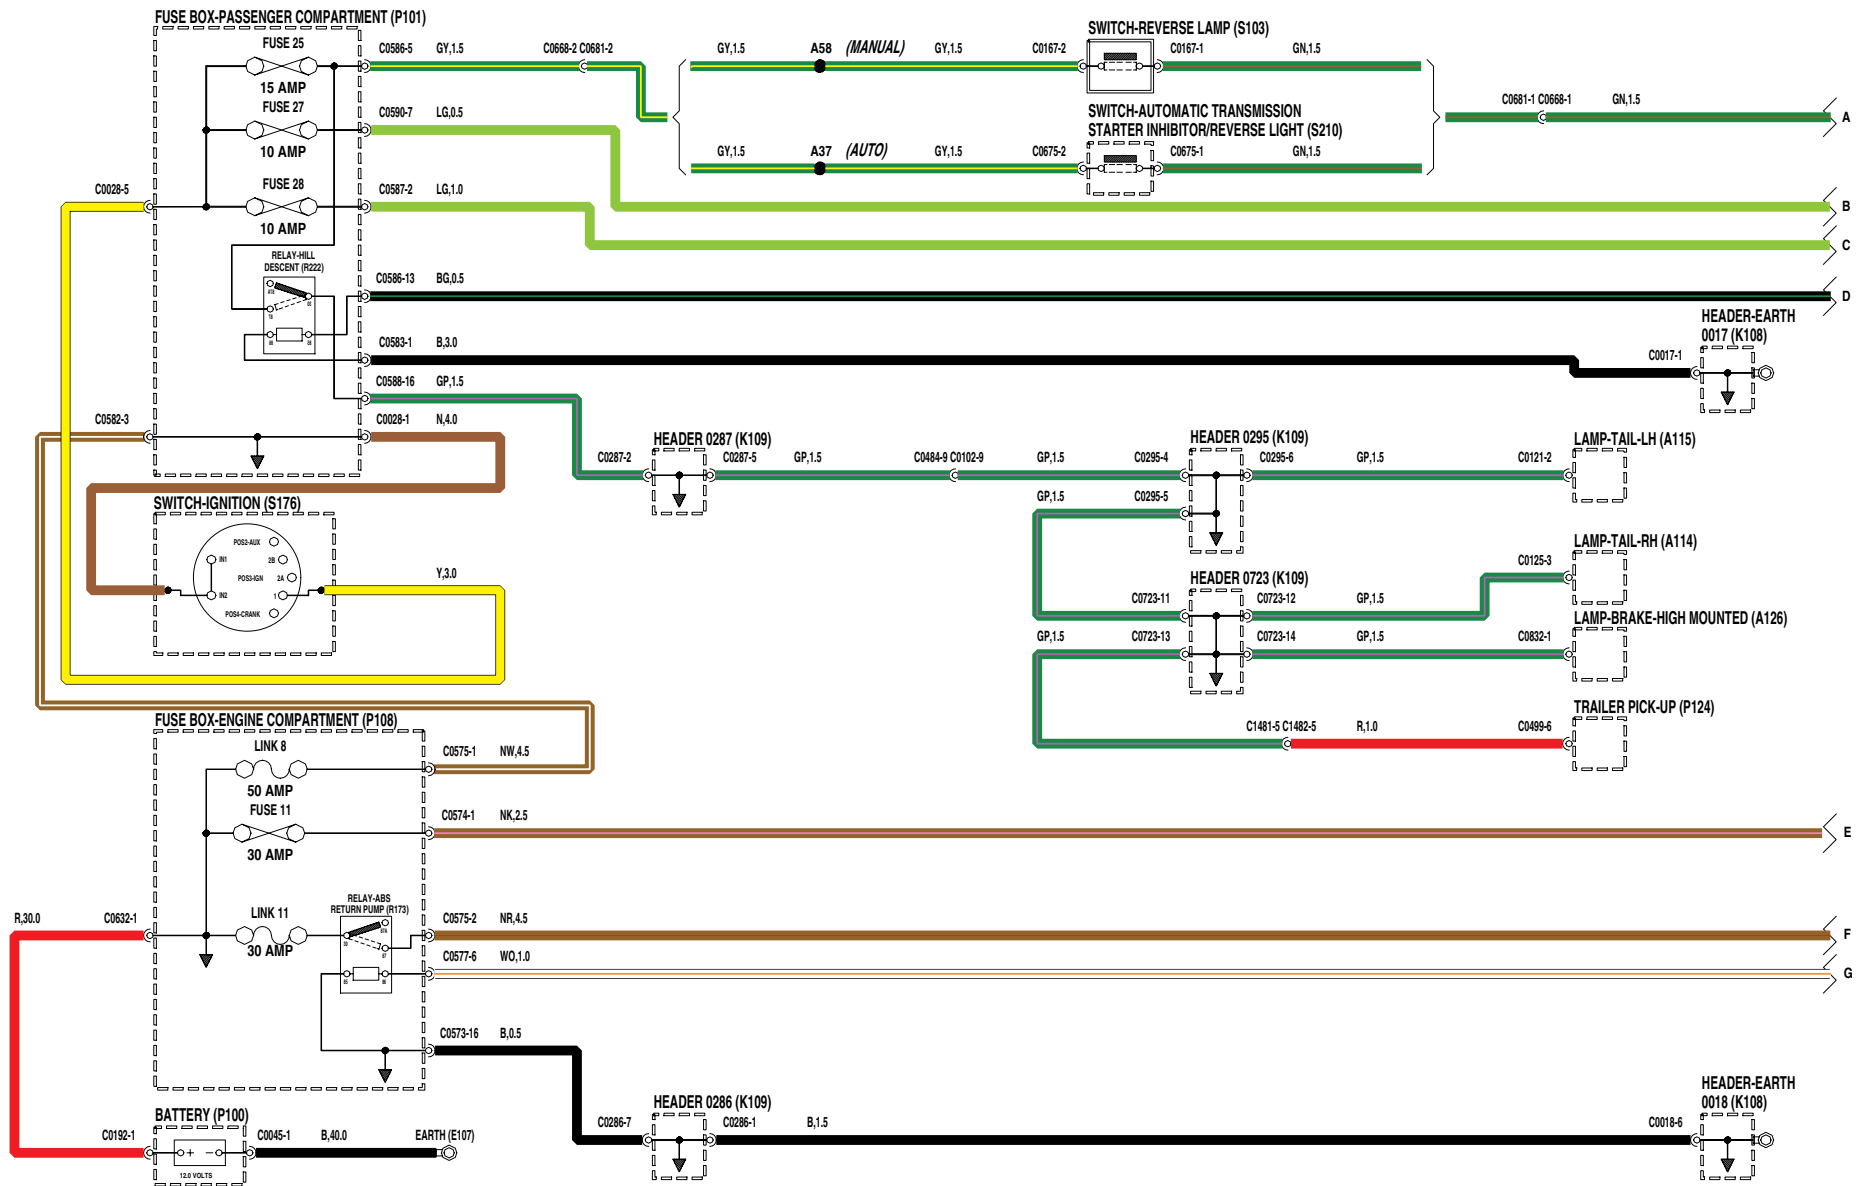 FUSE BOX-PASSENGER COMPARTMENT (P101)
FUSE 25
15 AMP
FUSE 27
10 AMP
FUSE 28
10 AMP
RELAY-HILL
DESCENT (R222)
C0028-5
C0582-3
C0586-5 GY,1.5 C0668-2 C0681-2
C0590-7 LG,0.5
C0587-2 LG,1.0
C0586-13 BG,0.5
C0583-1 B,3.0
C0588-16 GP,1.5
C0028-1 N,4.0
GY,1.5 A58 (MANUAL) GY,1.5 C0167-2
SWITCH-REVERSE LAMP (S103)
C0167-1 GN,1.5
SWITCH-AUTOMATIC TRANSMISSION
STARTER INHIBITOR/REVERSE LIGHT (S210)
GY,1.5 A37 (AUTO) GY,1.5 C0675-2
C0675-1 GN,1.5
C0681-1 C0668-1 GN,1.5
A
B
C
D
HEADER-EARTH
0017 (K108)
C0017-1
HEADER 0287 (K109)
C0287-2 C0287-5 GP,1.5 C0484-9 C0102-9 GP,1.5 C0295-4
HEADER 0295 (K109)
C0295-6 GP,1.5 C0121-2
LAMP-TAIL-LH (A115)
GP,1.5 C0295-5
LAMP-TAIL-RH (A114)
C0125-3
HEADER 0723 (K109)
C0723-11 C0723-12 GP,1.5
LAMP-BRAKE-HIGH MOUNTED (A126)
GP,1.5 C0723-13 C0723-14 GP,1.5 C0832-1
TRAILER PICK-UP (P124)
C1481-5 C1482-5 R,1.0 C0499-6
SWITCH-IGNITION (S176)
POS2-AUX
IN1
2B
POS3-IGN
2A
IN2
1
POS4-CRANK
Y,3.0
FUSE BOX-ENGINE COMPARTMENT (P108)
LINK 8
50 AMP
FUSE 11
30 AMP
LINK 11
30 AMP
RELAY-ABS
RETURN PUMP (R173)
30
87A
87
85
86
C0575-1 NW,4.5
C0574-1 NK,2.5
E
R,30.0 C0632-1
C0575-2 NR,4.5
F
C0577-6 WO,1.0
G
C0573-16 B,0.5
BATTERY (P100)
C0192-1
+ −
12.0 VOLTS
C0045-1 B,40.0 EARTH (E107)
HEADER 0286 (K109)
C0286-7 C0286-1 B,1.5 C0018-6
HEADER-EARTH
0018 (K108)